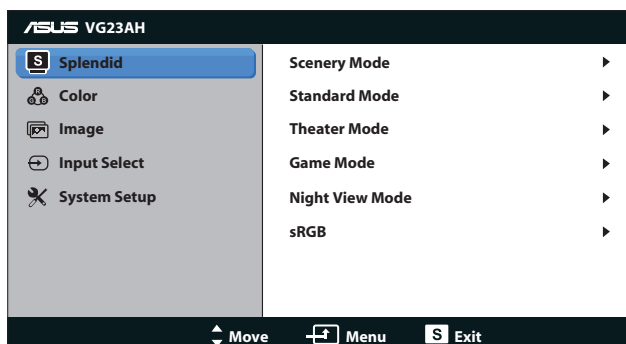 ASUS VG23AH
S Splendid
Color
Image
Input Select
System Setup
Scenery Mode
Standard Mode
Theater Mode
Game Mode
Night View Mode
sRGB
Move Menu S Exit